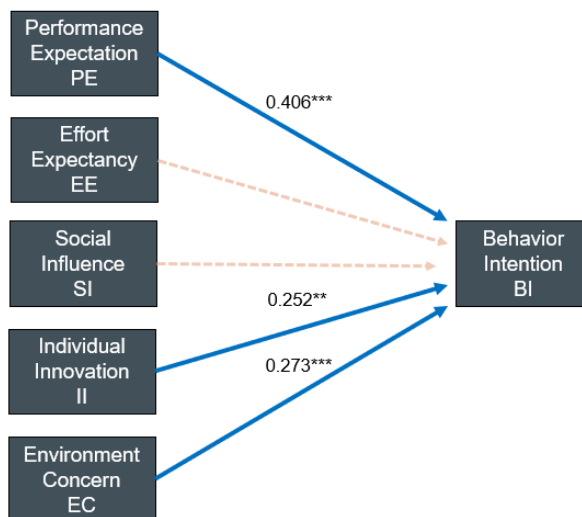 Performance
Expectation
PE
0.406***
Effort
Expectancy
EE
Social
Influence
SI
Behavior
Intention
BI
0.252**
Individual
Innovation
II
0.273***
Environment
Concern
EC